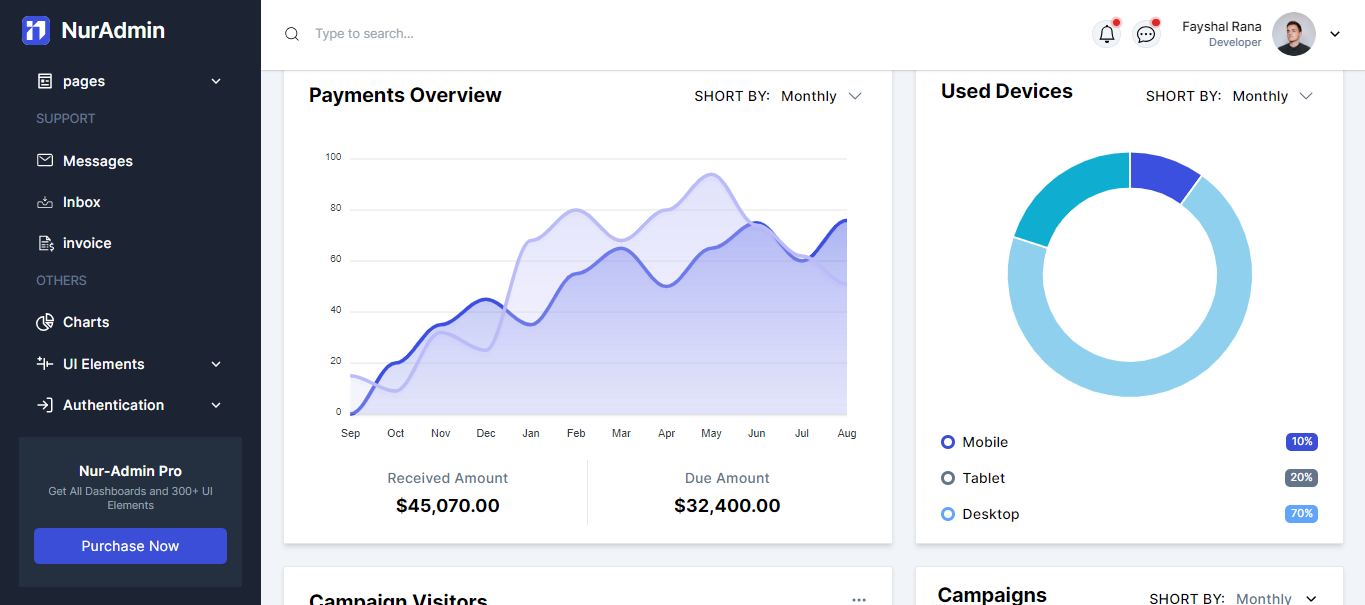 NurAdmin
pages
SUPPORT
Messages
Inbox
invoice
OTHERS
Charts
UI Elements
Authentication
Nur-Admin Pro
Get All Dashboards and 300+ UI
Elements
Purchase Now
Type to search...
Fayshal Rana
Developer
Payments Overview
SHORT BY: Monthly
100
80
60
40
20
0
Sep Oct Nov Dec Jan Feb Mar Apr May Jun Jul Aug
Received Amount
$45,070.00
Due Amount
$32,400.00
Used Devices
SHORT BY: Monthly
Mobile 10%
Tablet 20%
Desktop 70%
Campaign Visitors
Campaigns
SHORT BY: Monthly